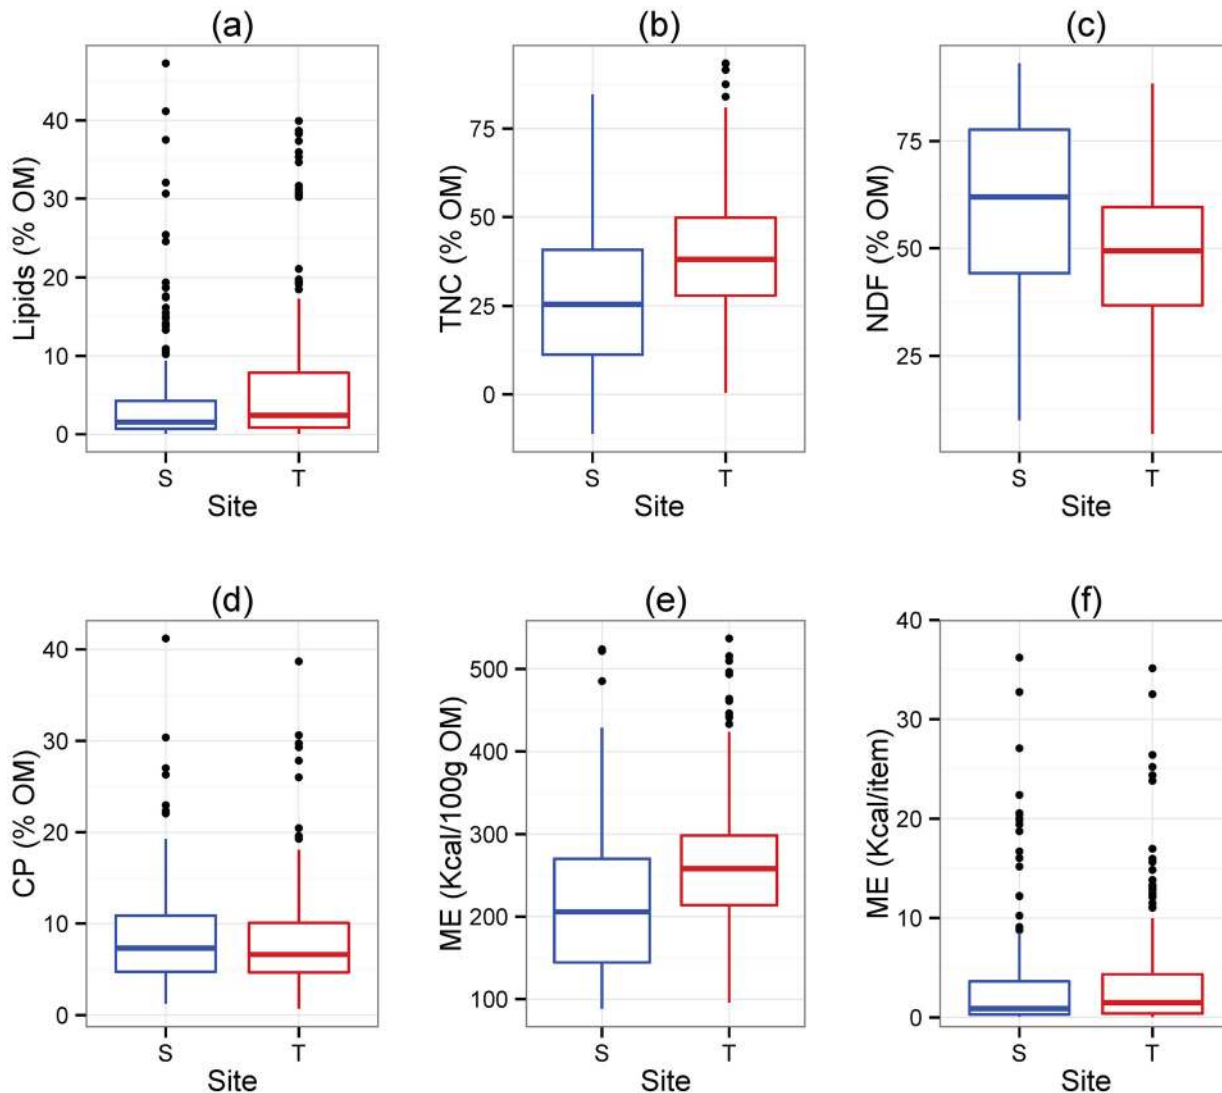 (a)
Lipids (% OM)
40
30
20
10
0
S T
Site
(b)
TNC (% OM)
75
50
25
0
S T
Site
(c)
NDF (% OM)
75
50
25
S T
Site
(d)
CP (% OM)
40
30
20
10
0
S T
Site
(e)
ME (Kcal/100g OM)
500
400
300
200
100
S T
Site
(f)
ME (Kcal/item)
40
30
20
10
0
S T
Site